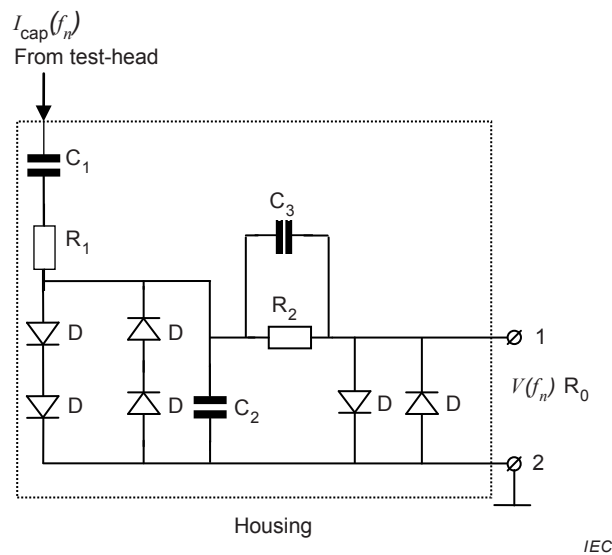 I_cap(f_n)
From test-head
C_1
C_3
R_1
R_2
D
D
D
D
C_2
D
D
1
V(f_n) R_0
2
Housing
IEC